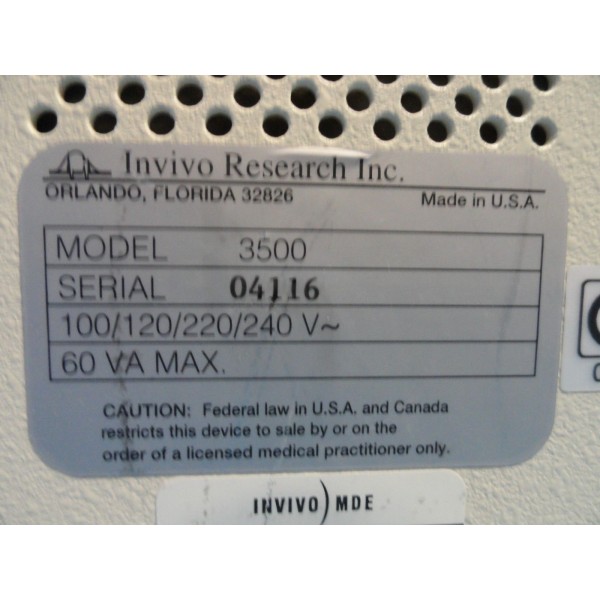 Invivo Research Inc.
ORLANDO, FLORIDA 32826
Made in U.S.A.
MODEL 3500
SERIAL 04116
100/120/220/240 V~
60 VA MAX.
CAUTION: Federal law in U.S.A. and Canada
restricts this device to sale by or on the
order of a licensed medical practitioner only.
INVIVO) MDE